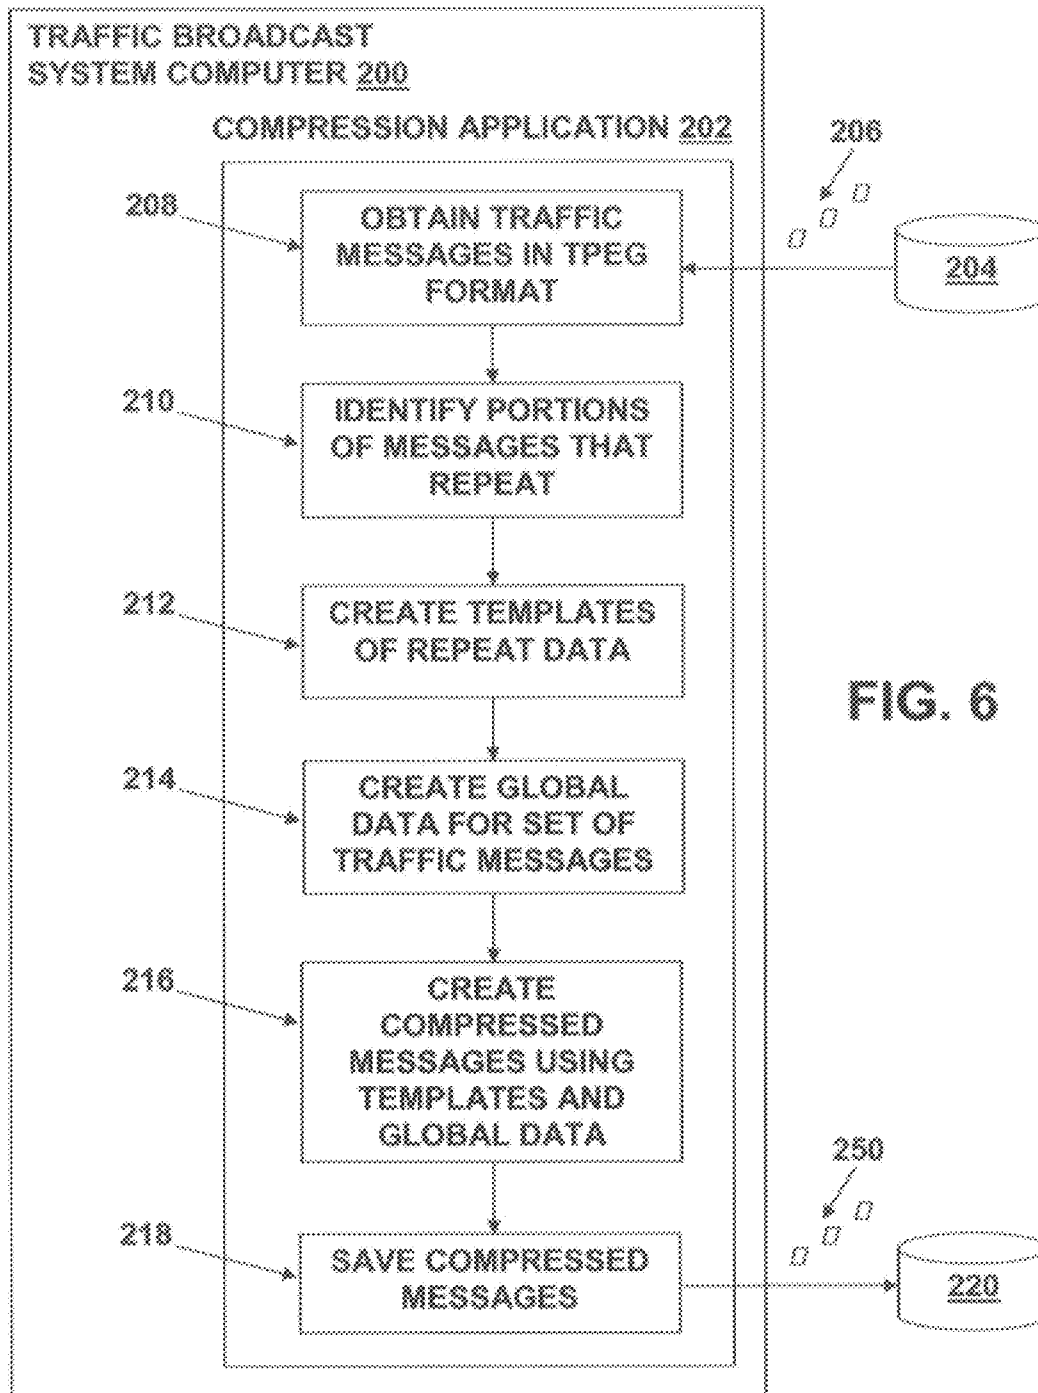 TRAFFIC BROADCAST
SYSTEM COMPUTER 200
COMPRESSION APPLICATION 202
206
208
OBTAIN TRAFFIC
MESSAGES IN TPEG
FORMAT
204
210
IDENTIFY PORTIONS
OF MESSAGES THAT
REPEAT
212
CREATE TEMPLATES
OF REPEAT DATA
FIG. 6
214
CREATE GLOBAL
DATA FOR SET OF
TRAFFIC MESSAGES
216
CREATE
COMPRESSED
MESSAGES USING
TEMPLATES AND
GLOBAL DATA
250
218
SAVE COMPRESSED
MESSAGES
220